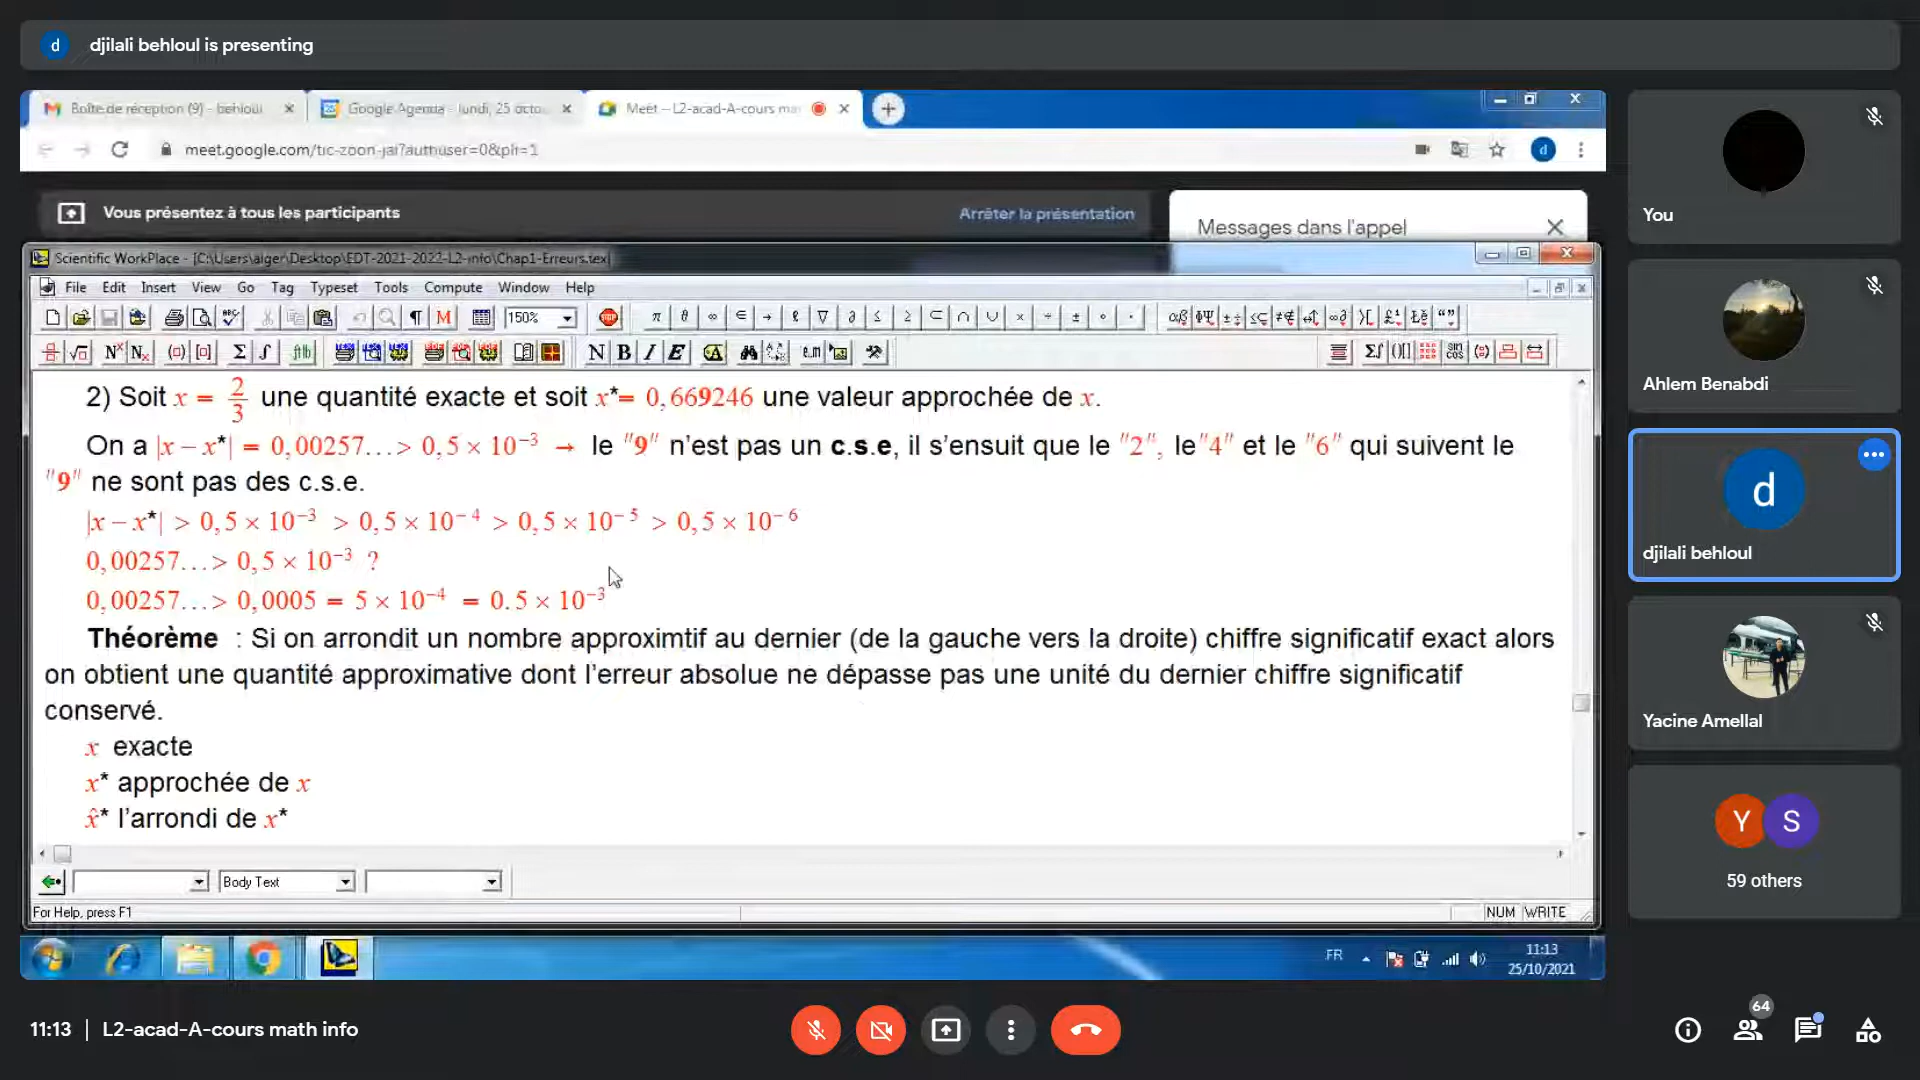 d djilali behloul is presenting
Boîte de réception (9) - behloul
Google Agenda - lundi, 25 octo
Meet – L2-acad-A-cours ma
meet.google.com/tic-zoon-jai?authuser=0&pli=1
d
Vous présentez à tous les participants
Arrêter la présentation
Messages dans l'appel
Scientific WorkPlace - [C:\Users\alger\Desktop\EDT-2021-2022-L2-info\Chap1-Erreurs.tex]
File Edit Insert View Go Tag Typeset Tools Compute Window Help
150%
2) Soit x = 2/3 une quantité exacte et soit x*= 0,669246 une valeur approchée de x.
On a |x − x*| = 0,00257...> 0,5 × 10⁻³ → le "9" n'est pas un c.s.e, il s'ensuit que le "2", le"4" et le "6" qui suivent le
"9" ne sont pas des c.s.e.
|x − x*| > 0,5 × 10⁻³ > 0,5 × 10⁻⁴ > 0,5 × 10⁻⁵ > 0,5 × 10⁻⁶
0,00257...> 0,5 × 10⁻³ ?
0,00257...> 0,0005 = 5 × 10⁻⁴ = 0.5 × 10⁻³
Théorème : Si on arrondit un nombre approximtif au dernier (de la gauche vers la droite) chiffre significatif exact alors
on obtient une quantité approximative dont l'erreur absolue ne dépasse pas une unité du dernier chiffre significatif
conservé.
x exacte
x* approchée de x
x̂* l'arrondi de x*
Body Text
For Help, press F1
NUM WRITE
FR
11:13
25/10/2021
You
Ahlem Benabdi
d
djilali behloul
Yacine Amellal
Y S
59 others
11:13 | L2-acad-A-cours math info
64